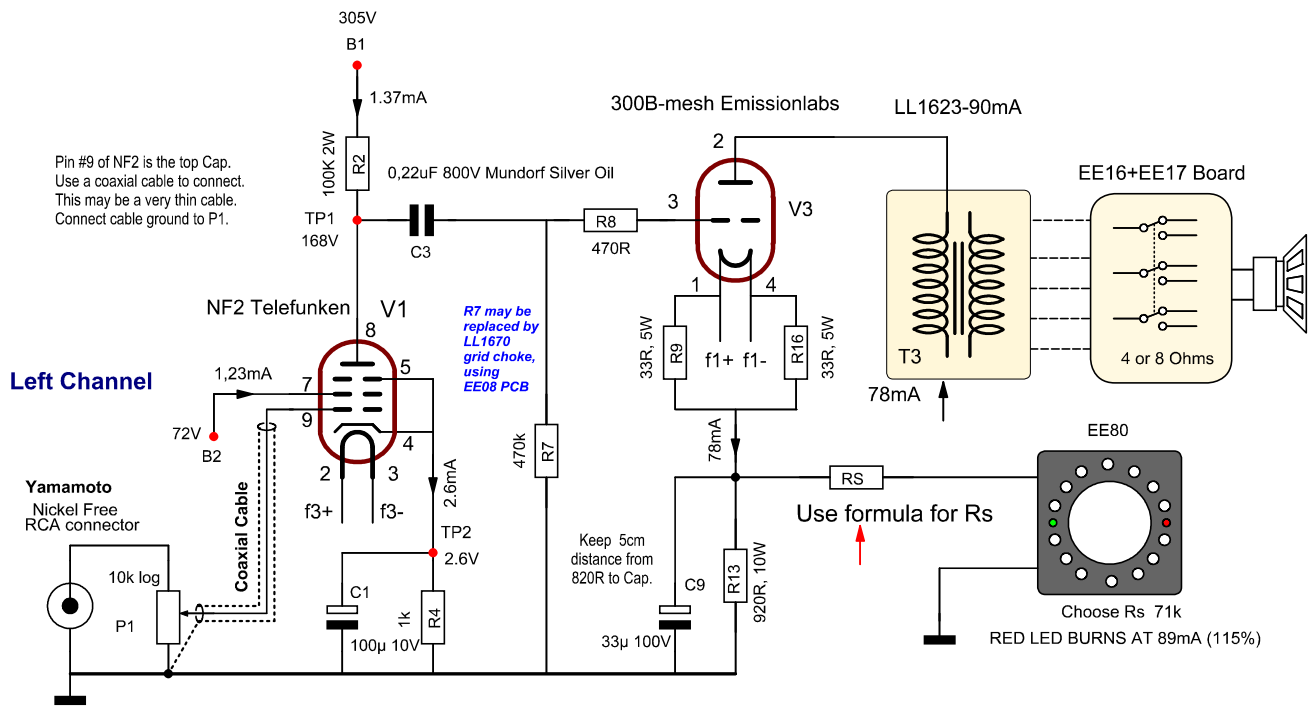 305V
B1
1.37mA
100K 2W
R2
Pin #9 of NF2 is the top Cap.
Use a coaxial cable to connect.
This may be a very thin cable.
Connect cable ground to P1.
0,22uF 800V Mundorf Silver Oil
TP1
168V
C3
R8
470R
300B-mesh Emissionlabs
2
3
V3
1
4
33R, 5W
R9
f1+
f1-
R16
33R, 5W
LL1623-90mA
T3
78mA
EE16+EE17 Board
4 or 8 Ohms
NF2 Telefunken
V1
8
R7 may be
replaced by
LL1670
grid choke,
using
EE08 PCB
Left Channel
1,23mA
7
5
9
4
72V
B2
2
3
f3+
f3-
2.6mA
470k
R7
78mA
TP2
2.6V
Yamamoto
Nickel Free
RCA connector
Coaxial Cable
10k log
P1
C1
100µ 10V
1k
R4
Keep 5cm
distance from
820R to Cap.
C9
33µ 100V
R13
920R, 10W
RS
Use formula for Rs
EE80
Choose Rs 71k
RED LED BURNS AT 89mA (115%)